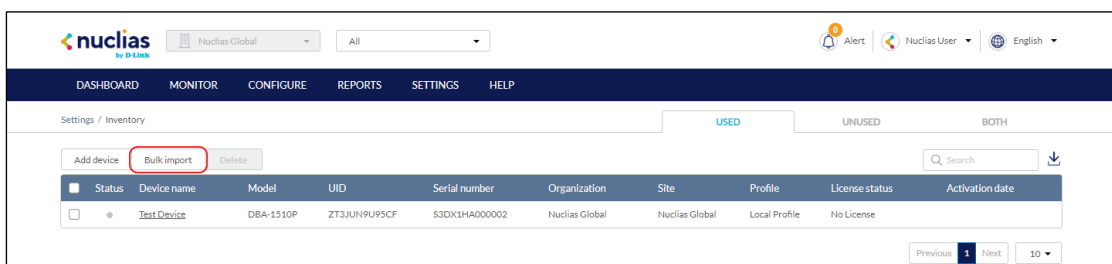 nuclias Nuclias Global All 0 Alert Nuclias User English
by D-Link
DASHBOARD MONITOR CONFIGURE REPORTS SETTINGS HELP
Settings / Inventory USED UNUSED BOTH
Add device Bulk import Delete Search
Status Device name Model UID Serial number Organization Site Profile License status Activation date
Test Device DBA-1510P ZT3JUN9U95CF S3DX1HA000002 Nuclias Global Nuclias Global Local Profile No License
Previous 1 Next 10